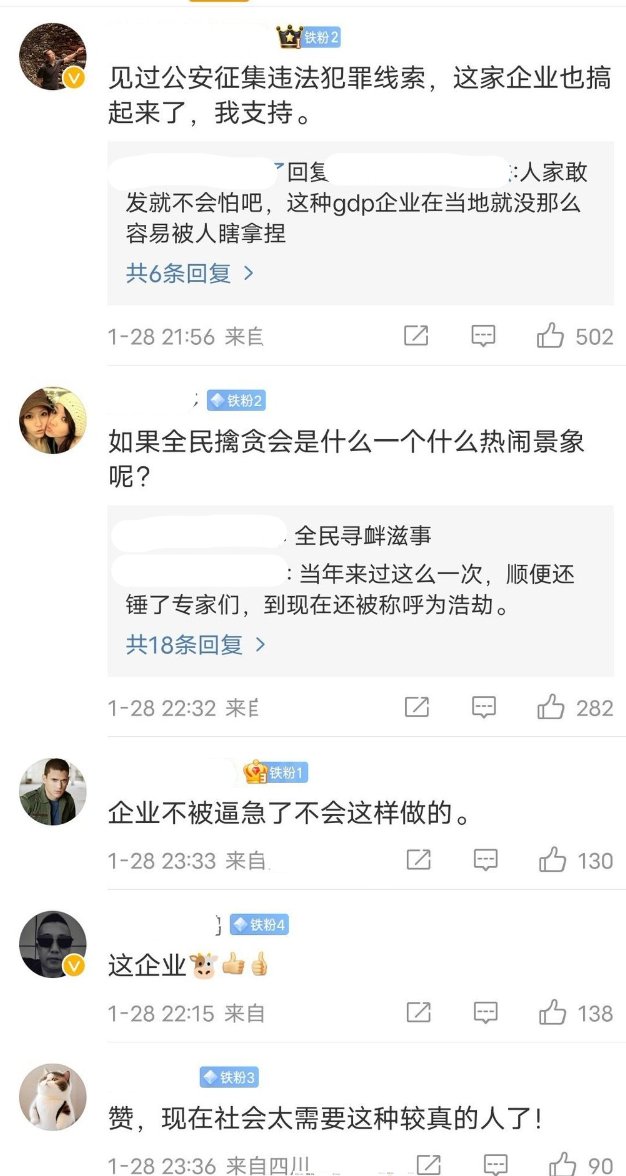 铁粉2
见过公安征集违法犯罪线索，这家企业也搞
起来了，我支持。
回复:人家敢
发就不会怕吧，这种gdp企业在当地就没那么
容易被人瞎拿捏
共6条回复 >
1-28 21:56 来自 502
铁粉2
如果全民擒贪会是什么一个什么热闹景象
呢？
全民寻衅滋事
: 当年来过这么一次，顺便还
锤了专家们，到现在还被称呼为浩劫。
共18条回复 >
1-28 22:32 来自 282
铁粉1
企业不被逼急了不会这样做的。
1-28 23:33 来自 130
铁粉4
这企业🐮👍👍
1-28 22:15 来自 138
铁粉3
赞，现在社会太需要这种较真的人了！
1-28 23:36 来自四川 90